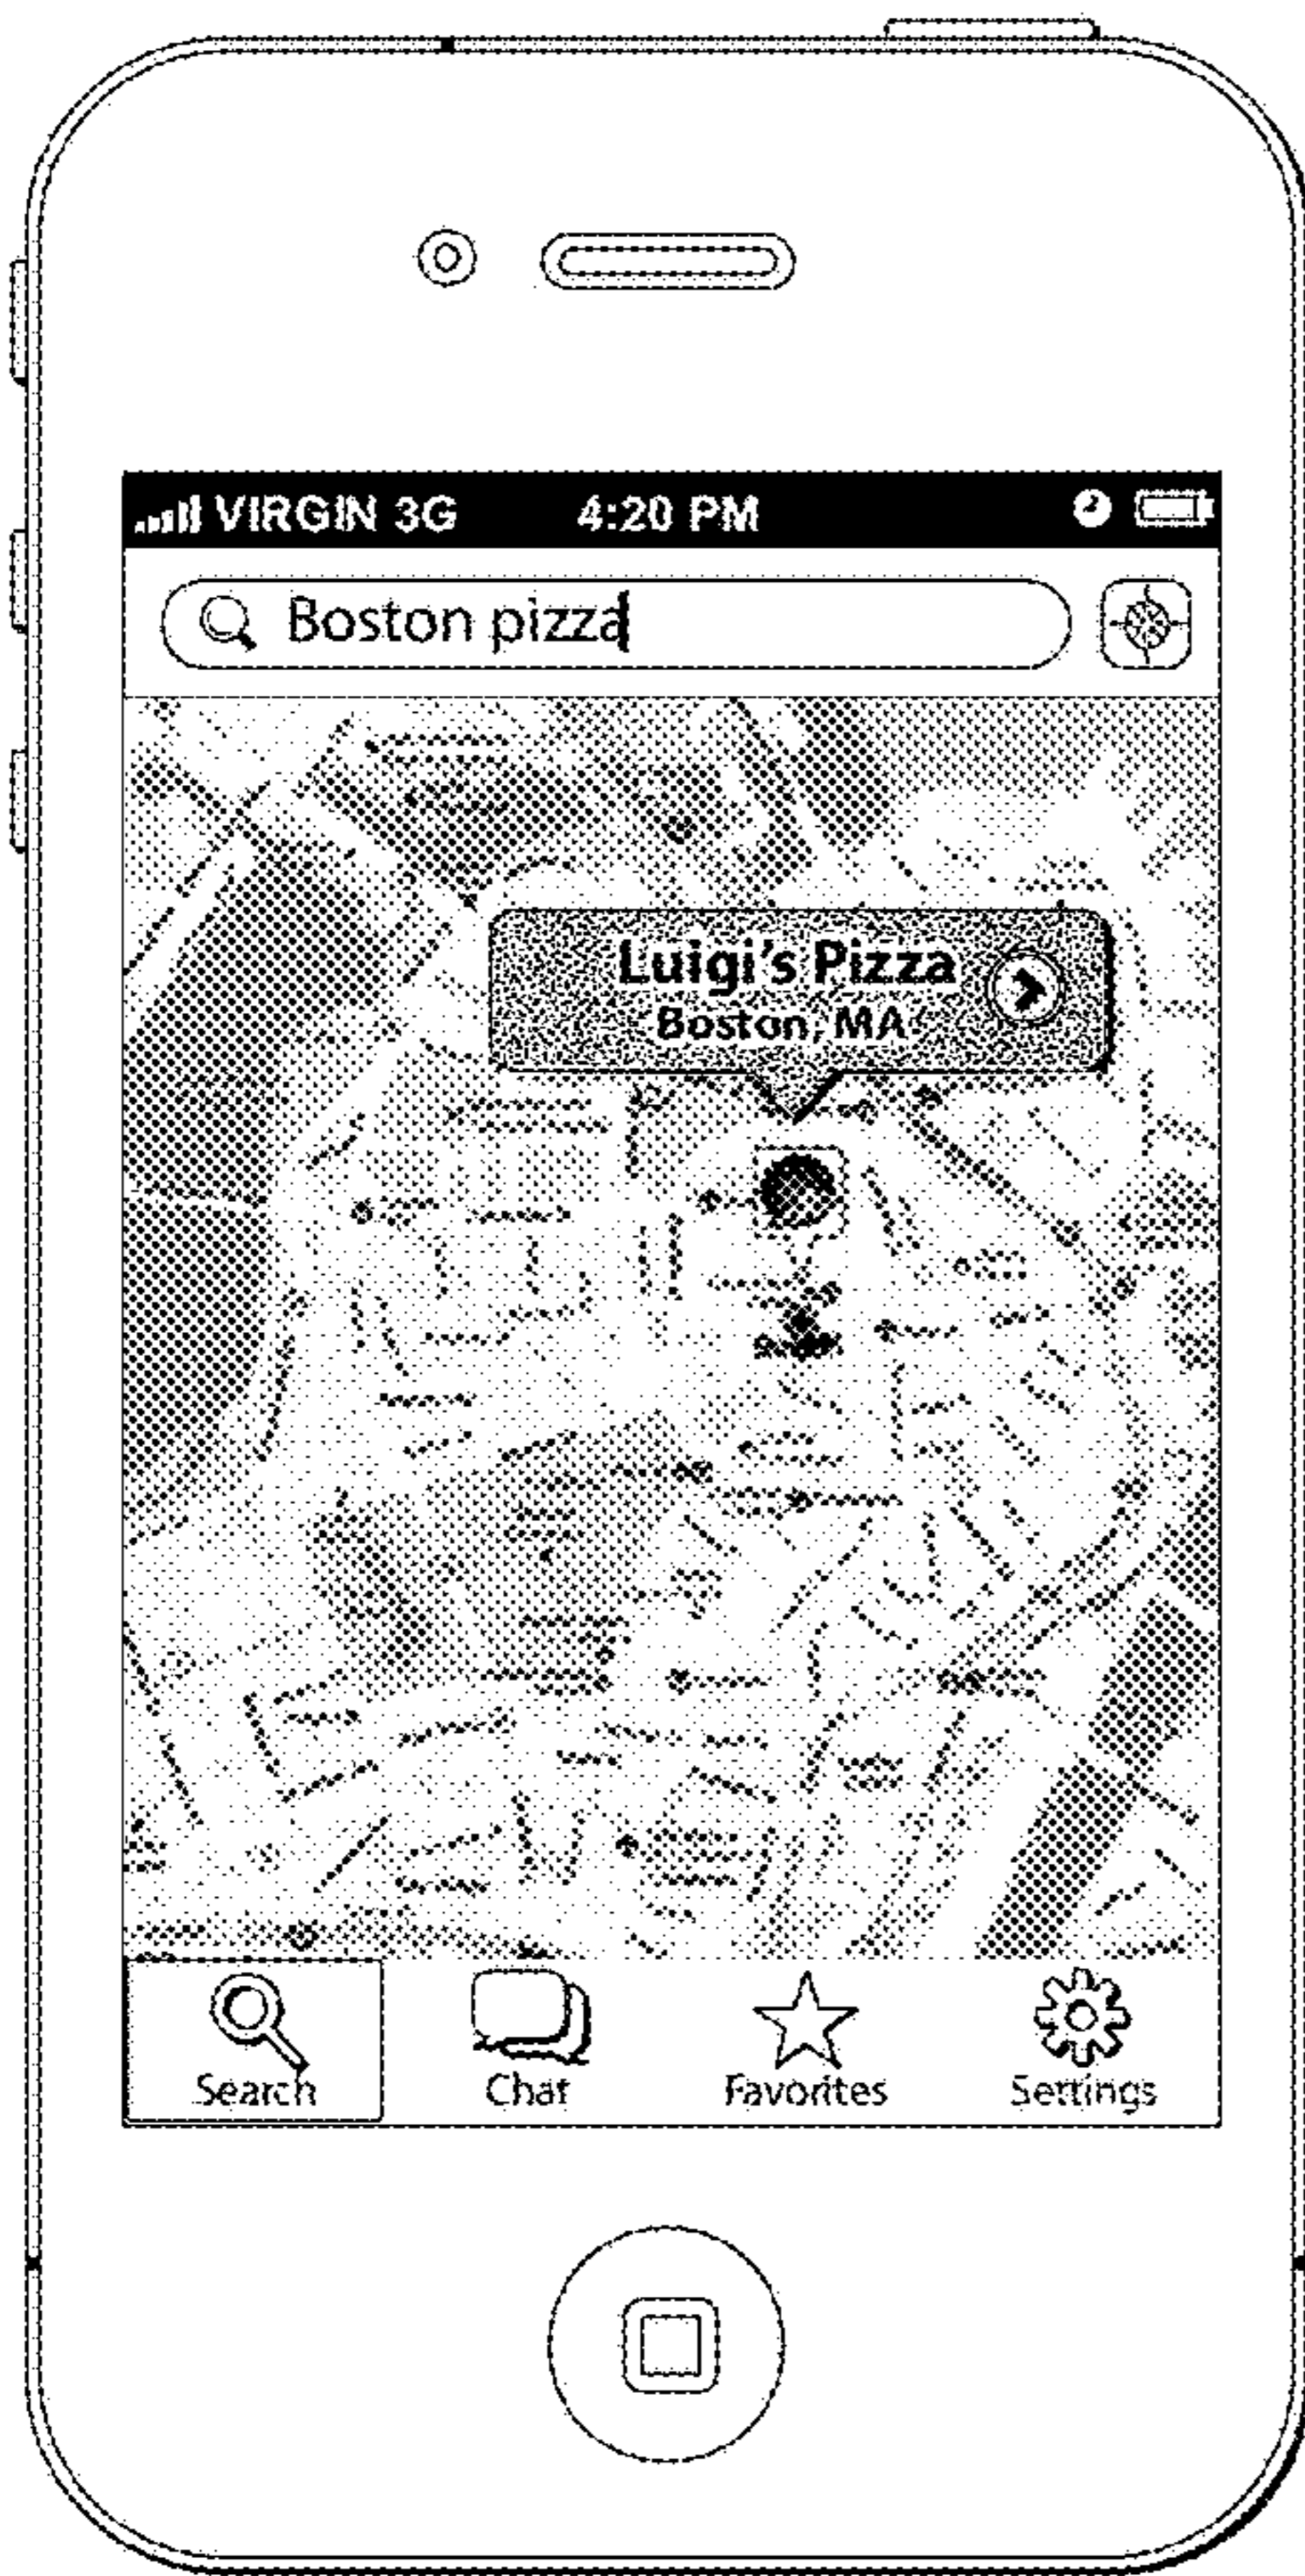 VIRGIN 3G 4:20 PM
Boston pizza
Luigi's Pizza
Boston, MA
Search Chat Favorites Settings